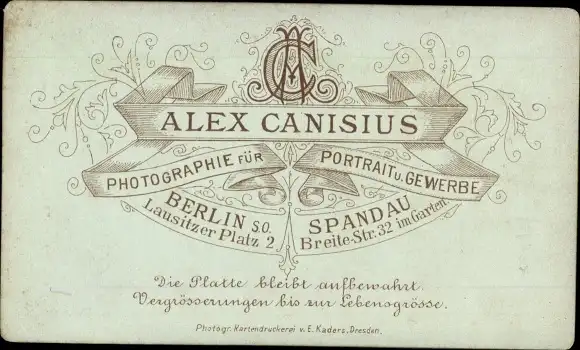 AC
ALEX CANISIUS
PHOTOGRAPHIE FÜR PORTRAIT u. GEWERBE
BERLIN S.O.
Lausitzer Platz 2
SPANDAU
Breite-Str. 32 im Garten
Die Platte bleibt aufbewahrt.
Vergrösserungen bis zur Lebensgrösse.
Photogr. Kartendruckerei v. E. Kaders, Dresden.